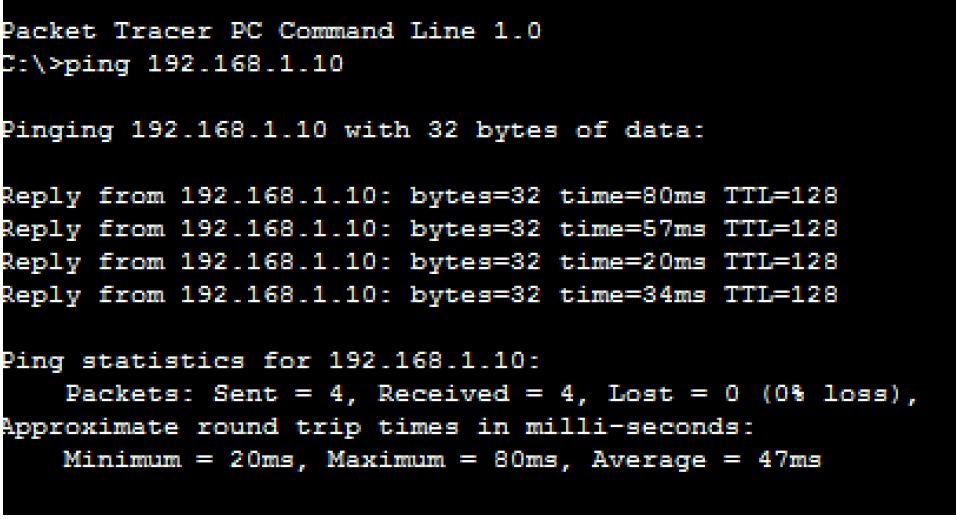 Packet Tracer PC Command Line 1.0
C:\>ping 192.168.1.10
Pinging 192.168.1.10 with 32 bytes of data:
Reply from 192.168.1.10: bytes=32 time=80ms TTL=128
Reply from 192.168.1.10: bytes=32 time=57ms TTL=128
Reply from 192.168.1.10: bytes=32 time=20ms TTL=128
Reply from 192.168.1.10: bytes=32 time=34ms TTL=128
Ping statistics for 192.168.1.10:
    Packets: Sent = 4, Received = 4, Lost = 0 (0% loss),
Approximate round trip times in milli-seconds:
    Minimum = 20ms, Maximum = 80ms, Average = 47ms